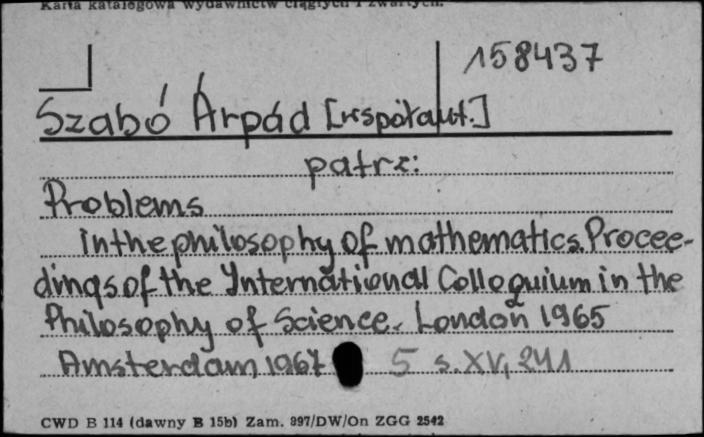 Karta katalogowa wydawnictw ciągłych i zwartych.
158437
Szabó Árpád [współaut.]
patrz:
Problems
in the philosophy of mathematics. Procee-
dings of the International Colloquium in the
Philosophy of Science. London 1965
Amsterdam 1967 5 s. XV, 241
CWD B 114 (dawny B 15b) Zam. 997/DW/On ZGG 2542